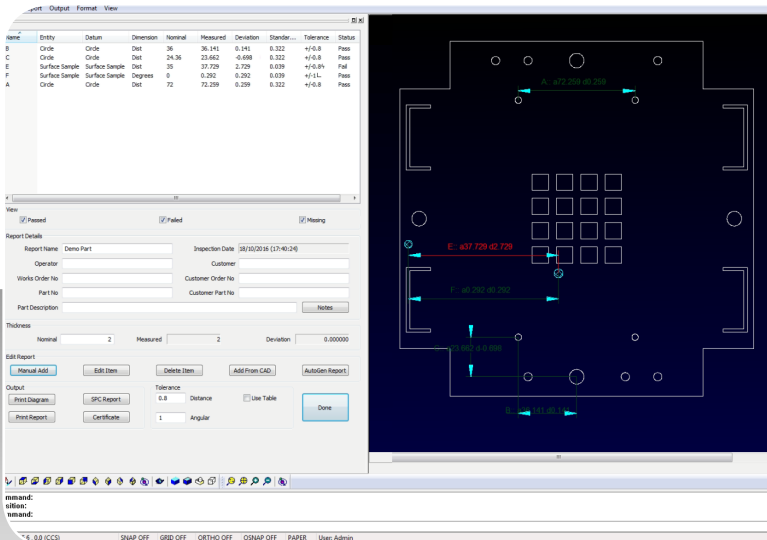 Output Format View
Name Entity Datum Dimension Nominal Measured Deviation Standar... Tolerance Status
B Circle Circle Dist 36 36.141 0.141 0.322 +/-0.8 Pass
C Circle Circle Dist 24.36 23.662 -0.698 0.322 +/-0.8 Pass
E Surface Sample Surface Sample Dist 35 37.729 2.729 0.039 Fail
F Surface Sample Surface Sample Degrees 0 0.292 0.292 0.039 Pass
A Circle Circle Dist 72 72.259 0.259 0.322 +/-0.8 Pass
View
Passed Failed Missing
Report Details
Report Name Demo Part Inspection Date 18/10/2016 (17:40:24)
Operator Customer
Works Order No Customer Order No
Part No Customer Part No
Part Description Notes
Thickness
Nominal 2 Measured 2 Deviation 0.000000
Edit Report
Manual Add Edit Item Delete Item Add From CAD AutoGen Report
Output Tolerance
Print Diagram SPC Report 0.8 Distance Use Table Done
Print Report Certificate 1 Angular
A : a72.259 d0.259
E : a37.729 d2.729
F : a0.292 d0.292
mmand:
sition:
mmand:
0.0 (CCS) SNAP OFF GRID OFF ORTHO OFF OSNAP OFF PAPER User: Admin